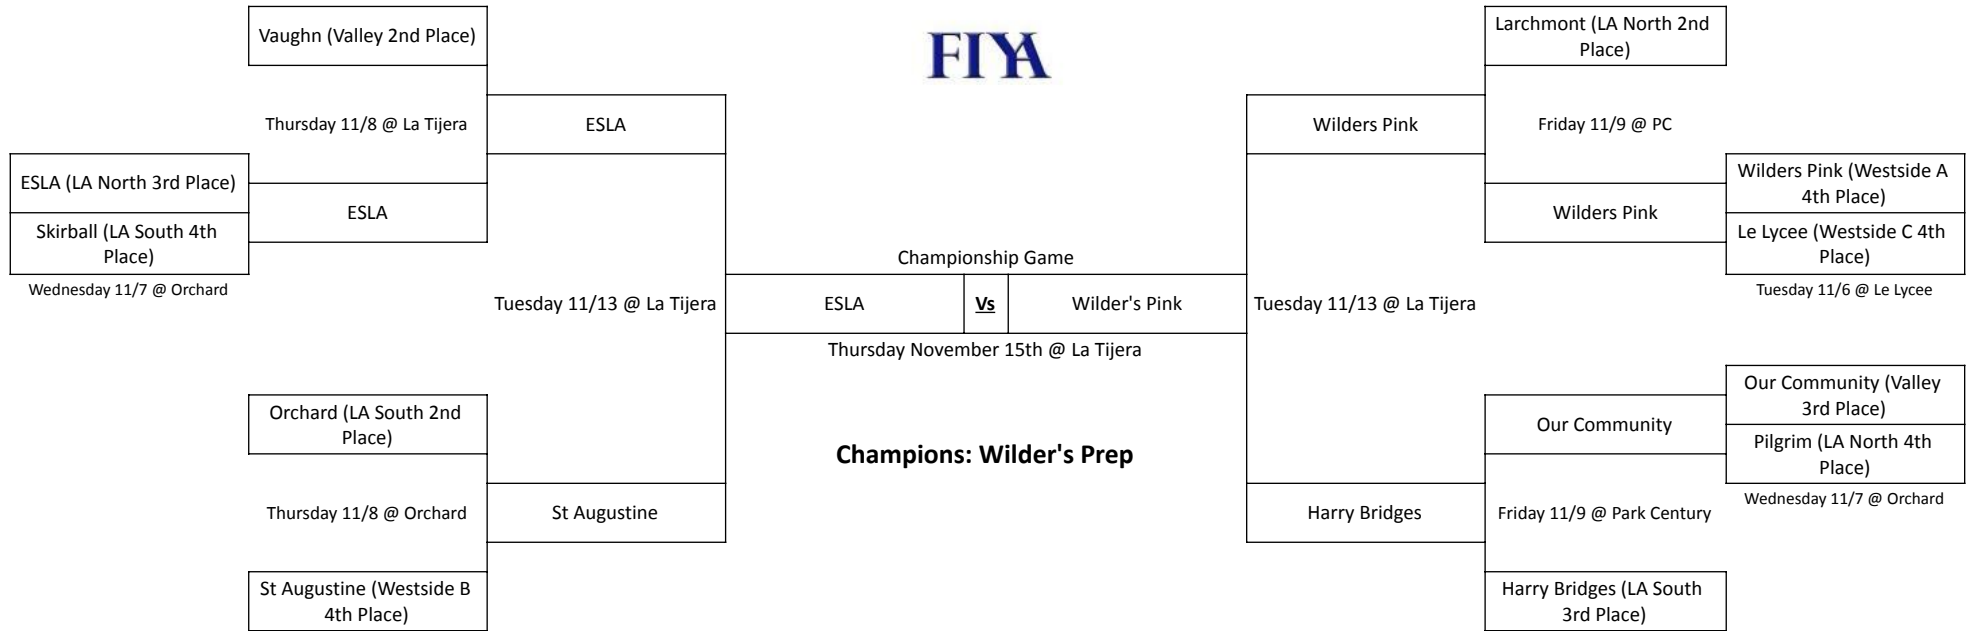 Vaughn (Valley 2nd Place)
FIYA
Larchmont (LA North 2nd
Place)
Thursday 11/8 @ La Tijera
ESLA
Wilders Pink
Friday 11/9 @ PC
ESLA (LA North 3rd Place)
Skirball (LA South 4th
Place)
Wednesday 11/7 @ Orchard
ESLA
Wilders Pink
Wilders Pink (Westside A
4th Place)
Le Lycee (Westside C 4th
Place)
Tuesday 11/6 @ Le Lycee
Championship Game
Tuesday 11/13 @ La Tijera
ESLA
Vs
Wilder's Pink
Tuesday 11/13 @ La Tijera
Thursday November 15th @ La Tijera
Orchard (LA South 2nd
Place)
Our Community
Our Community (Valley
3rd Place)
Pilgrim (LA North 4th
Place)
Wednesday 11/7 @ Orchard
Champions: Wilder's Prep
Thursday 11/8 @ Orchard
St Augustine
Harry Bridges
Friday 11/9 @ Park Century
St Augustine (Westside B
4th Place)
Harry Bridges (LA South
3rd Place)